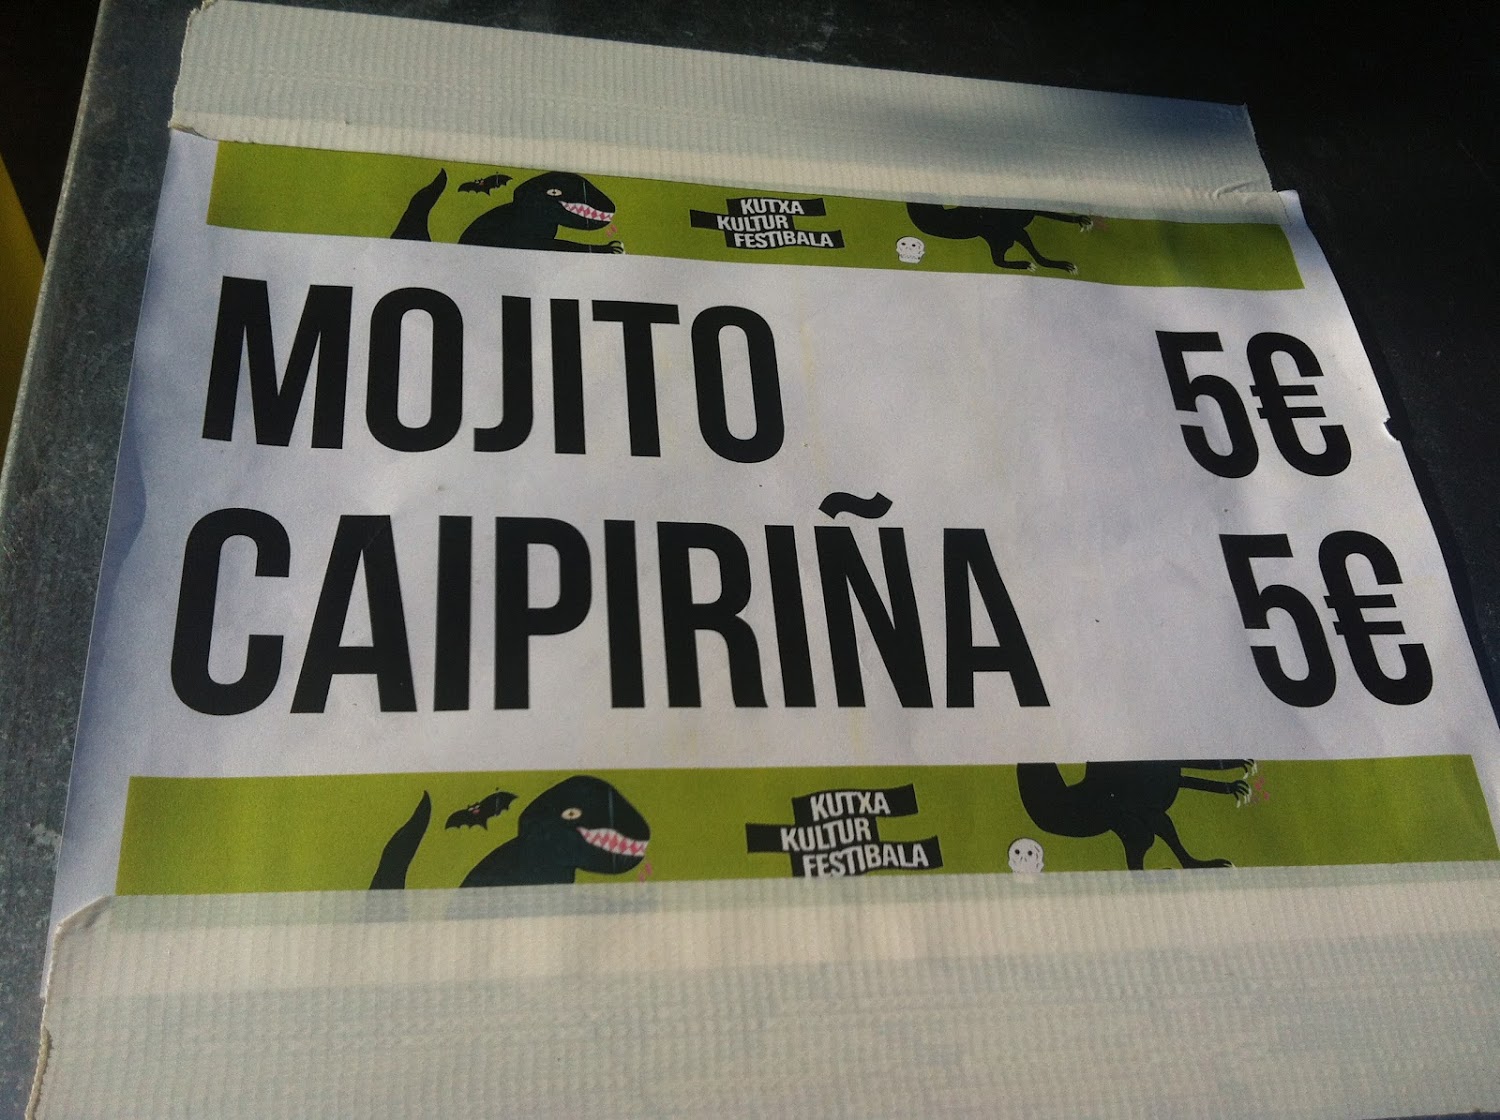 KUTXA
KULTUR
FESTIBALA
MOJITO 5€
CAIPIRIÑA 5€
KUTXA
KULTUR
FESTIBALA